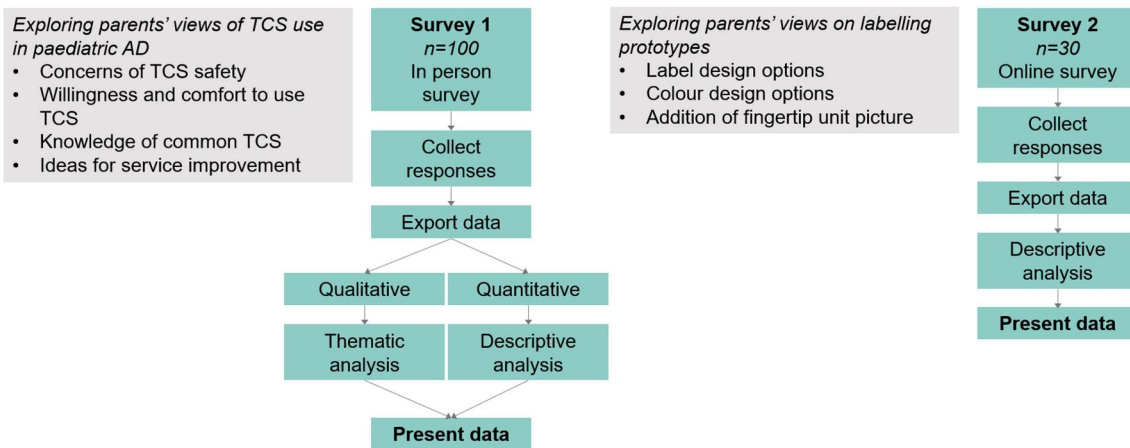 Exploring parents' views of TCS use
in paediatric AD
• Concerns of TCS safety
• Willingness and comfort to use
TCS
• Knowledge of common TCS
• Ideas for service improvement
Survey 1
n=100
In person
survey
Collect
responses
Export data
Qualitative
Quantitative
Thematic
analysis
Descriptive
analysis
Present data
Exploring parents' views on labelling
prototypes
• Label design options
• Colour design options
• Addition of fingertip unit picture
Survey 2
n=30
Online survey
Collect
responses
Export data
Descriptive
analysis
Present data